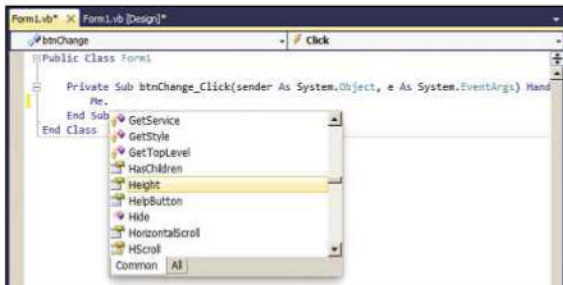 Form1.vb* X Form1.vb [Design]*
btnChange Click
Public Class Form1
Private Sub btnChange_Click(sender As System.Object, e As System.EventArgs) Hand
Me.
End Sub
End Class
GetService
GetStyle
GetTopLevel
HasChildren
Height
HelpButton
Hide
HorizontalScroll
HScroll
Common All